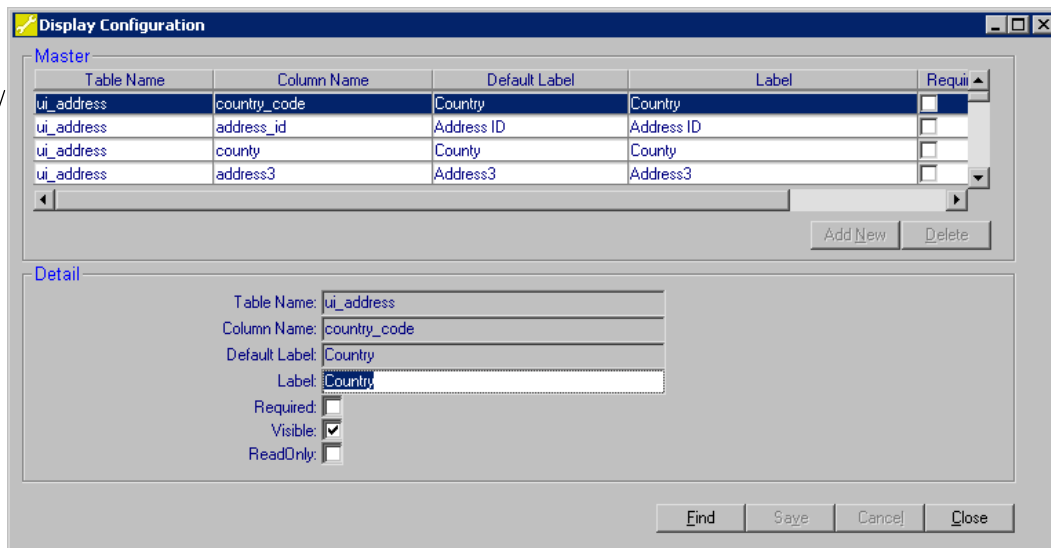 Display Configuration
Master
Table Name Column Name Default Label Label Requi
ui_address country_code Country Country
ui_address address_id Address ID Address ID
ui_address county County County
ui_address address3 Address3 Address3
Add New Delete
Detail
Table Name: ui_address
Column Name: country_code
Default Label: Country
Label: Country
Required:
Visible:
ReadOnly:
Find Save Cancel Close